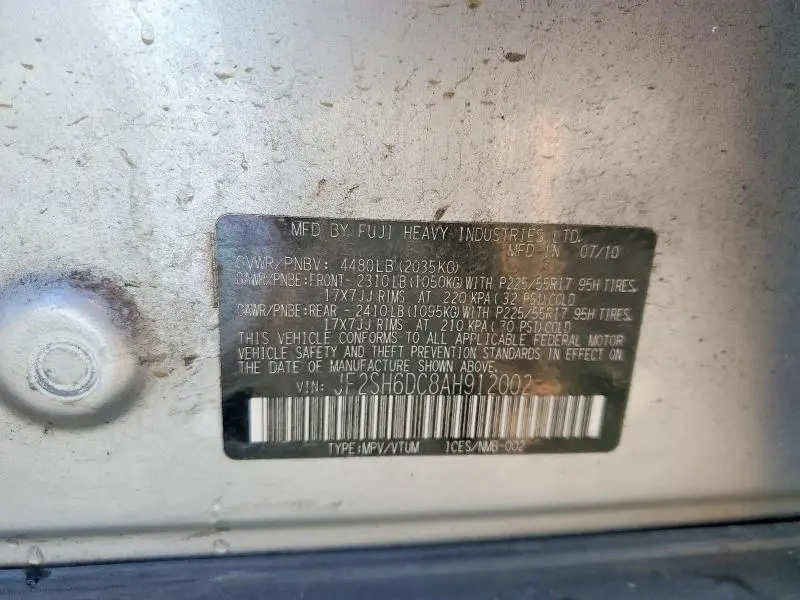 MFD BY FUJI HEAVY INDUSTRIES LTD.
MFD IN 07/10
GVWR/PNBV: 4480LB(2035KG)
GAWR/PNBE:FRONT- 2310LB(1050KG)WITH P225/55R17 95H TIRES,
17X7JJ RIMS AT 220 KPA(32 PSI)COLD
GAWR/PNBE:REAR - 2410LB(1095KG)WITH P225/55R17 95H TIRES,
17X7JJ RIMS AT 210 KPA(30 PSI)COLD
THIS VEHICLE CONFORMS TO ALL APPLICABLE FEDERAL MOTOR
VEHICLE SAFETY AND THEFT PREVENTION STANDARDS IN EFFECT ON
THE DATE OF MANUFACTURE SHOWN ABOVE.
VIN: JF2SH6DC8AH912002
TYPE:MPV/VTUM ICES/NMB-002